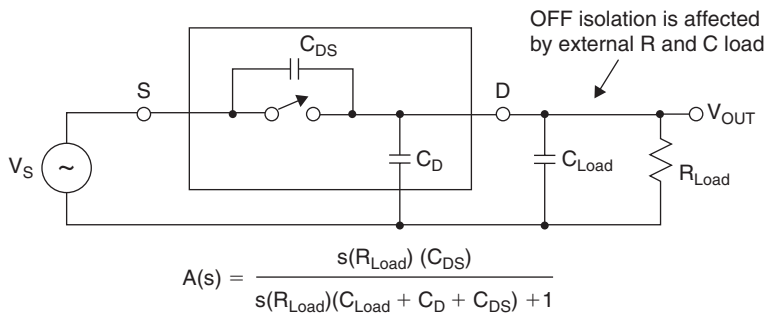 OFF isolation is affected
by external R and C load
C_DS
S
D
V_OUT
V_S
~
C_D
C_Load
R_Load
A(s) = s(R_Load) (C_DS)
s(R_Load)(C_Load + C_D + C_DS) +1